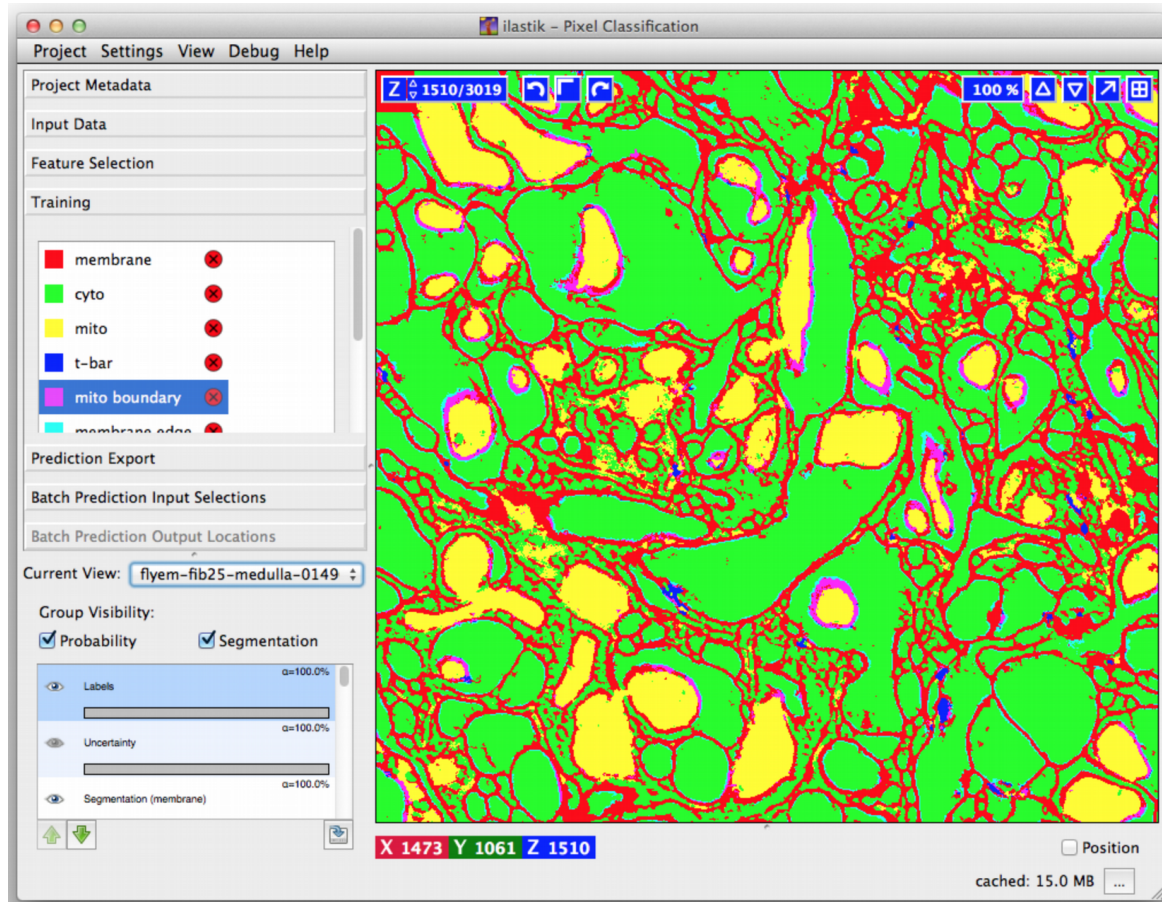 ilastik – Pixel Classification
Project Settings View Debug Help
Project Metadata
Input Data
Feature Selection
Training
membrane
cyto
mito
t-bar
mito boundary
membrane edge
Prediction Export
Batch Prediction Input Selections
Batch Prediction Output Locations
Current View: flyem-fib25-medulla-0149
Group Visibility:
Probability Segmentation
α=100.0%
Labels
α=100.0%
Uncertainty
α=100.0%
Segmentation (membrane)
Z 1510/3019
100 %
X 1473 Y 1061 Z 1510
Position
cached: 15.0 MB ...